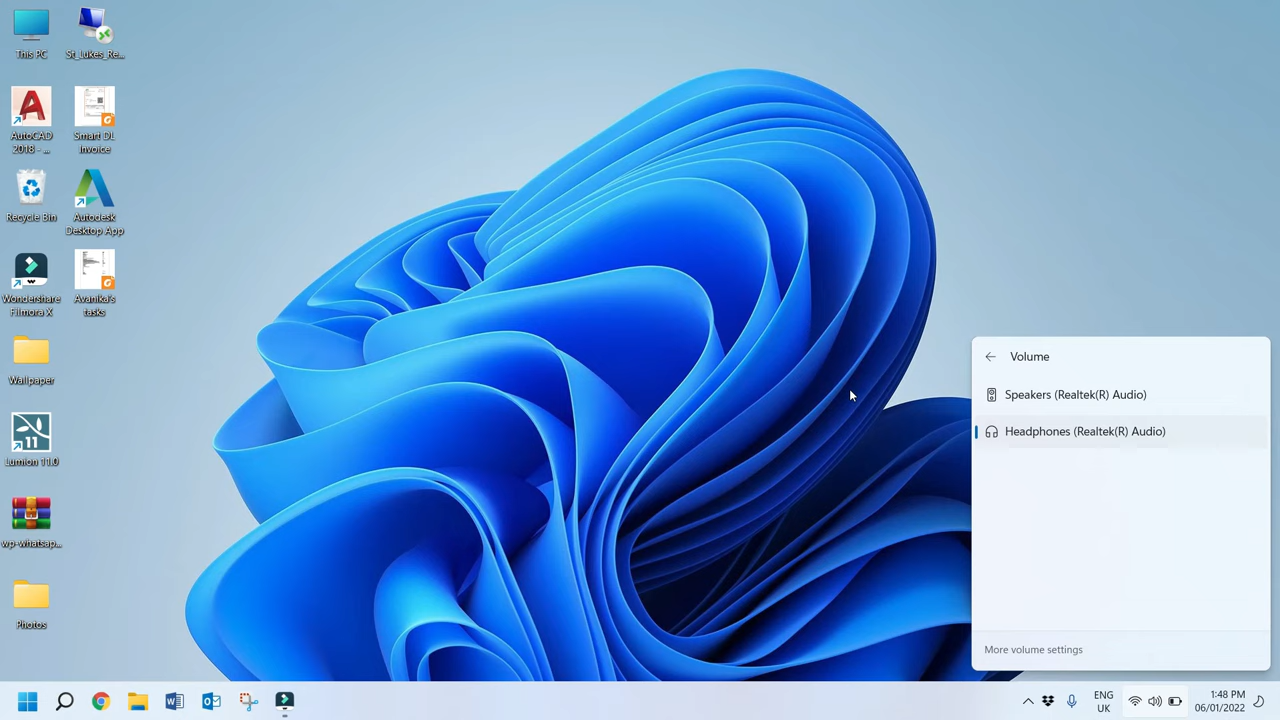 This PC
St_Lukes_Re...
AutoCAD
2018 - ...
Smart DL
Invoice
Recycle Bin
Autodesk
Desktop App
Wondershare
Filmora X
Avanika's
tasks
Wallpaper
11
Lumion 11.0
wp-whatsap...
Photos
Volume
Speakers (Realtek(R) Audio)
Headphones (Realtek(R) Audio)
More volume settings
ENG
UK
1:48 PM
06/01/2022